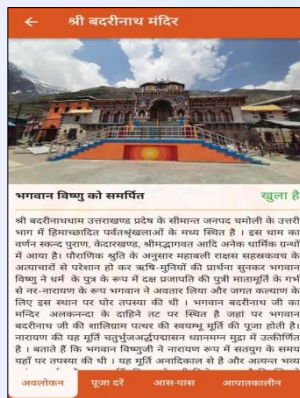 श्री बदरीनाथ मंदिर
भगवान विष्णु को समर्पित
खुला है
श्री बदरीनाथधाम उत्तराखण्ड प्रदेश के सीमान्त जनपद चमोली के उत्तरी
भाग में हिमाच्छादित पर्वतश्रृंखलाओं के मध्य स्थित है । इस धाम का
वर्णन स्कन्द पुराण, केदारखण्ड, श्रीमद्भागवत आदि अनेक धार्मिक ग्रन्थों
में आया है। पौराणिक श्रुति के अनुसार महाबली राक्षस सहस्रकवच के
अत्याचारों से परेशान हो कर ऋषि-मुनियों की प्रार्थना सुनकर भगवान
विष्णु ने धर्म के पुत्र के रूप में दक्ष प्रजापति की पुत्री मातामूर्ति के गर्भ
से नर-नारायण के रूप भगवान ने अवतार लिया और जगत कल्याण के
लिए इस स्थान पर घोर तपस्या की थी । भगवान बदरीनाथ जी का
मन्दिर अलकनन्दा के दाहिने तट पर स्थित है जहां पर भगवान
बदरीनाथ जी की शालिग्राम पत्थर की स्वयम्भू मूर्ति की पूजा होती है।
नारायण की यह मूर्ति चतुर्भुजअर्द्धपद्मासन ध्यानमगन मुद्रा में उत्कीर्णित
है । बताते हैं कि भगवान विष्णुजी ने नारायण रूप में सतयुग के समय
यहाँ पर तपस्या की थी । यह मूर्ति अनादिकाल से है और अत्यन्त भव्य
अवलोकन
पूजा दरें
आस-पास
आपातकालीन